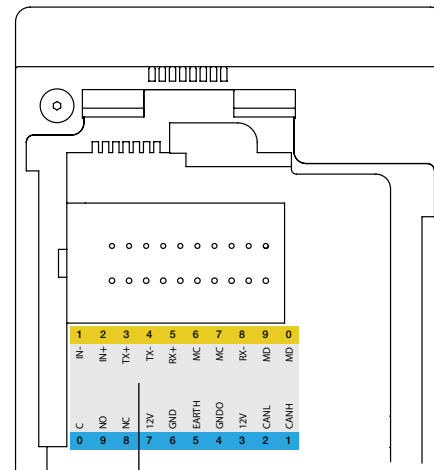 1 2 3 4 5 6 7 8 9 0
IN- IN+ TX+ TX- RX+ MC MC RX- MD MD
C NO NC 12V GND EARTH GNDO 12V CANL CANH
0 9 8 7 6 5 4 3 2 1